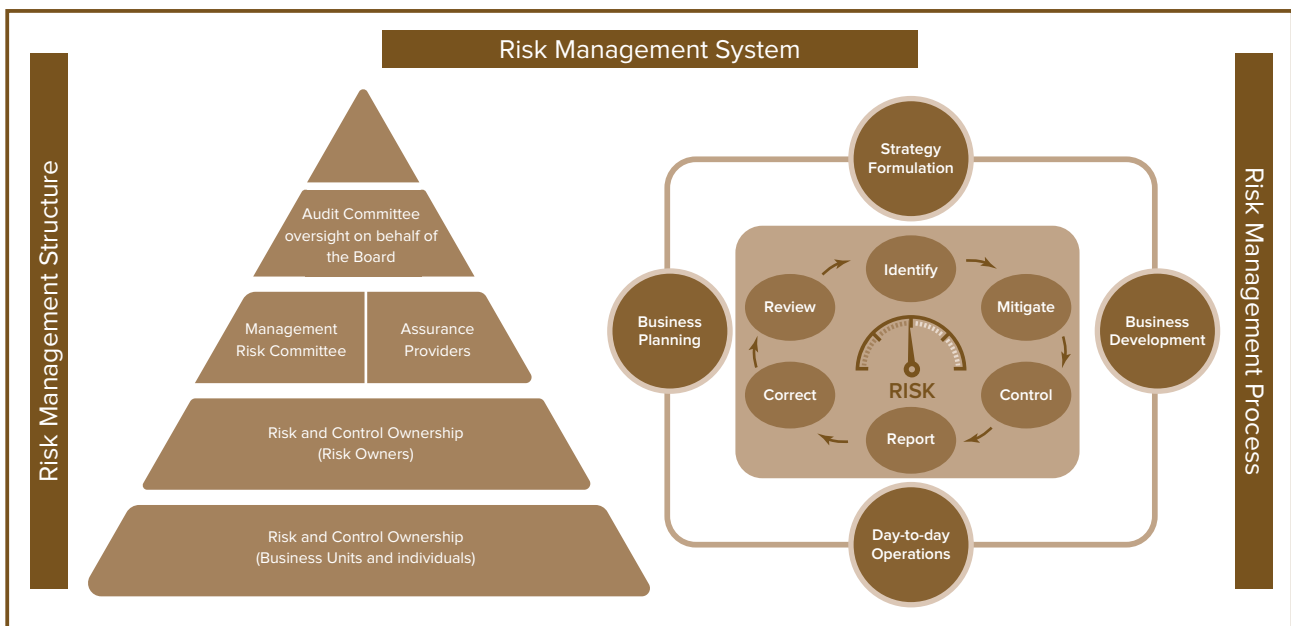 Risk Management System
Risk Management Structure
Audit Committee
oversight on behalf of
the Board
Management
Risk Committee
Assurance
Providers
Risk and Control Ownership
(Risk Owners)
Risk and Control Ownership
(Business Units and individuals)
Strategy
Formulation
Business
Planning
Identify
Review
Mitigate
RISK
Correct
Control
Report
Business
Development
Day-to-day
Operations
Risk Management Process